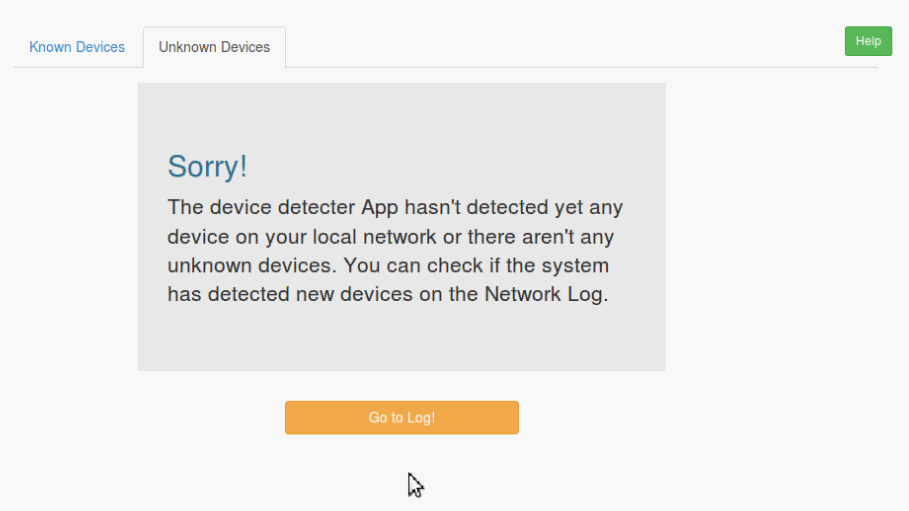 Known Devices
Unknown Devices
Help
Sorry!
The device detecter App hasn't detected yet any
device on your local network or there aren't any
unknown devices. You can check if the system
has detected new devices on the Network Log.
Go to Log!